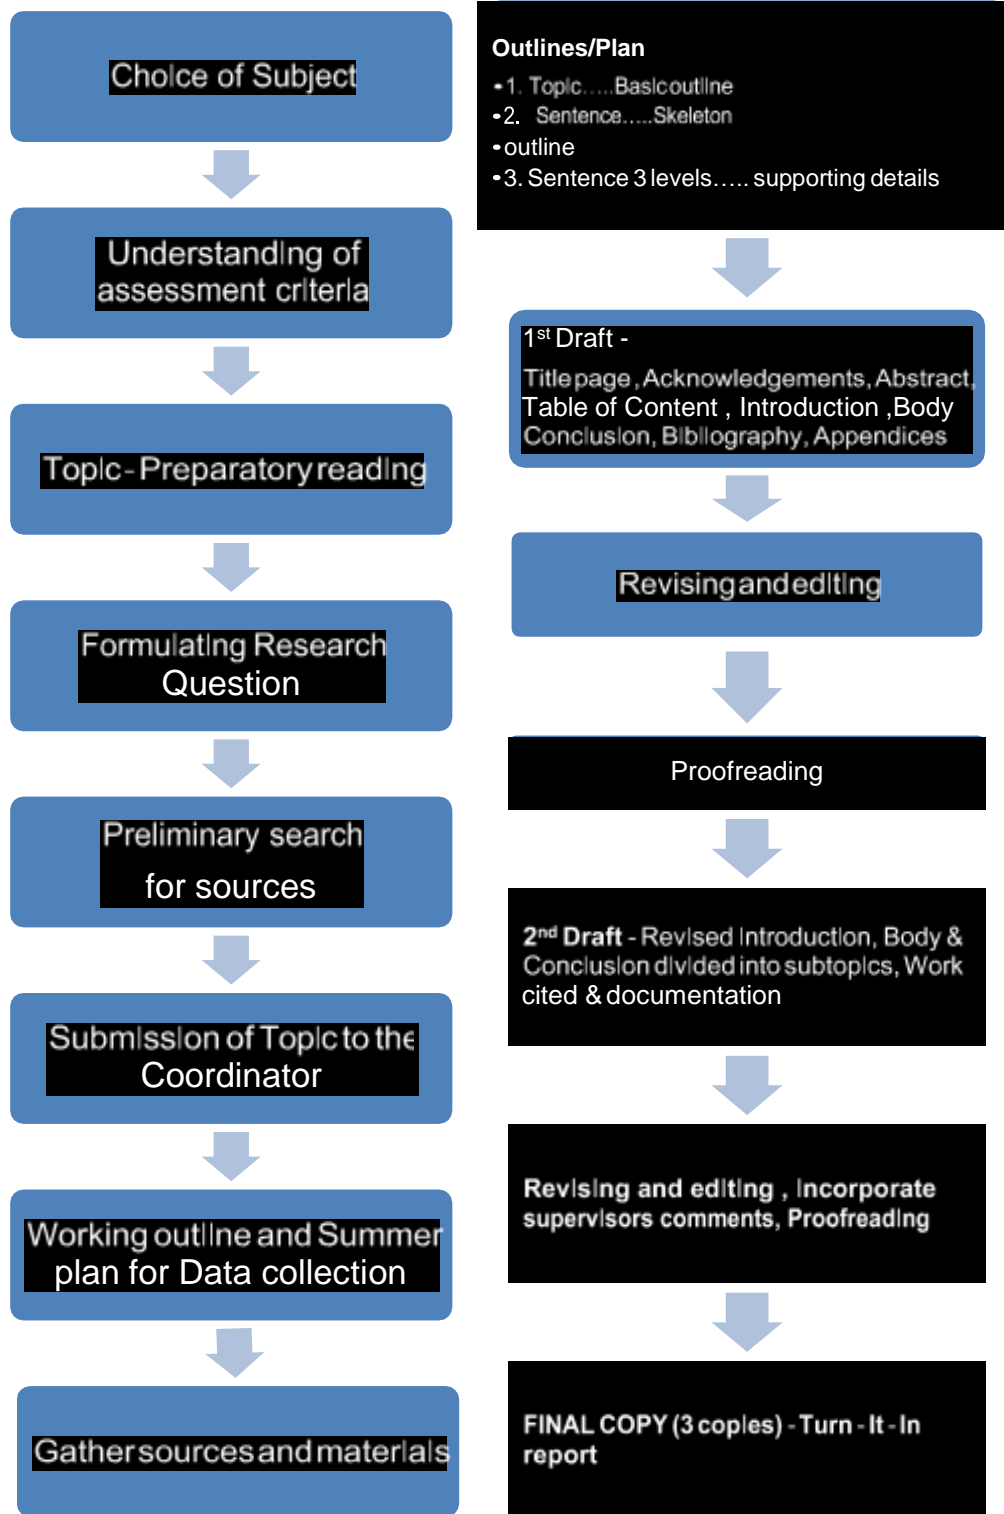 Choice of Subject
Understanding of
assessment criteria
Topic - Preparatory reading
Formulating Research
Question
Preliminary search
for sources
Submission of Topic to the
Coordinator
Working outline and Summer
plan for Data collection
Gather sources and materials
Outlines/Plan
•1. Topic.....Basic outline
•2. Sentence.....Skeleton
•outline
•3. Sentence 3 levels..... supporting details
1st Draft -
Title page , Acknowledgements, Abstract,
Table of Content , Introduction ,Body
Conclusion, Bibliography, Appendices
Revising and editing
Proofreading
2nd Draft - Revised Introduction, Body &
Conclusion divided into subtopics, Work
cited & documentation
Revising and editing , Incorporate
supervisors comments, Proofreading
FINAL COPY (3 copies) - Turn - It - In
report